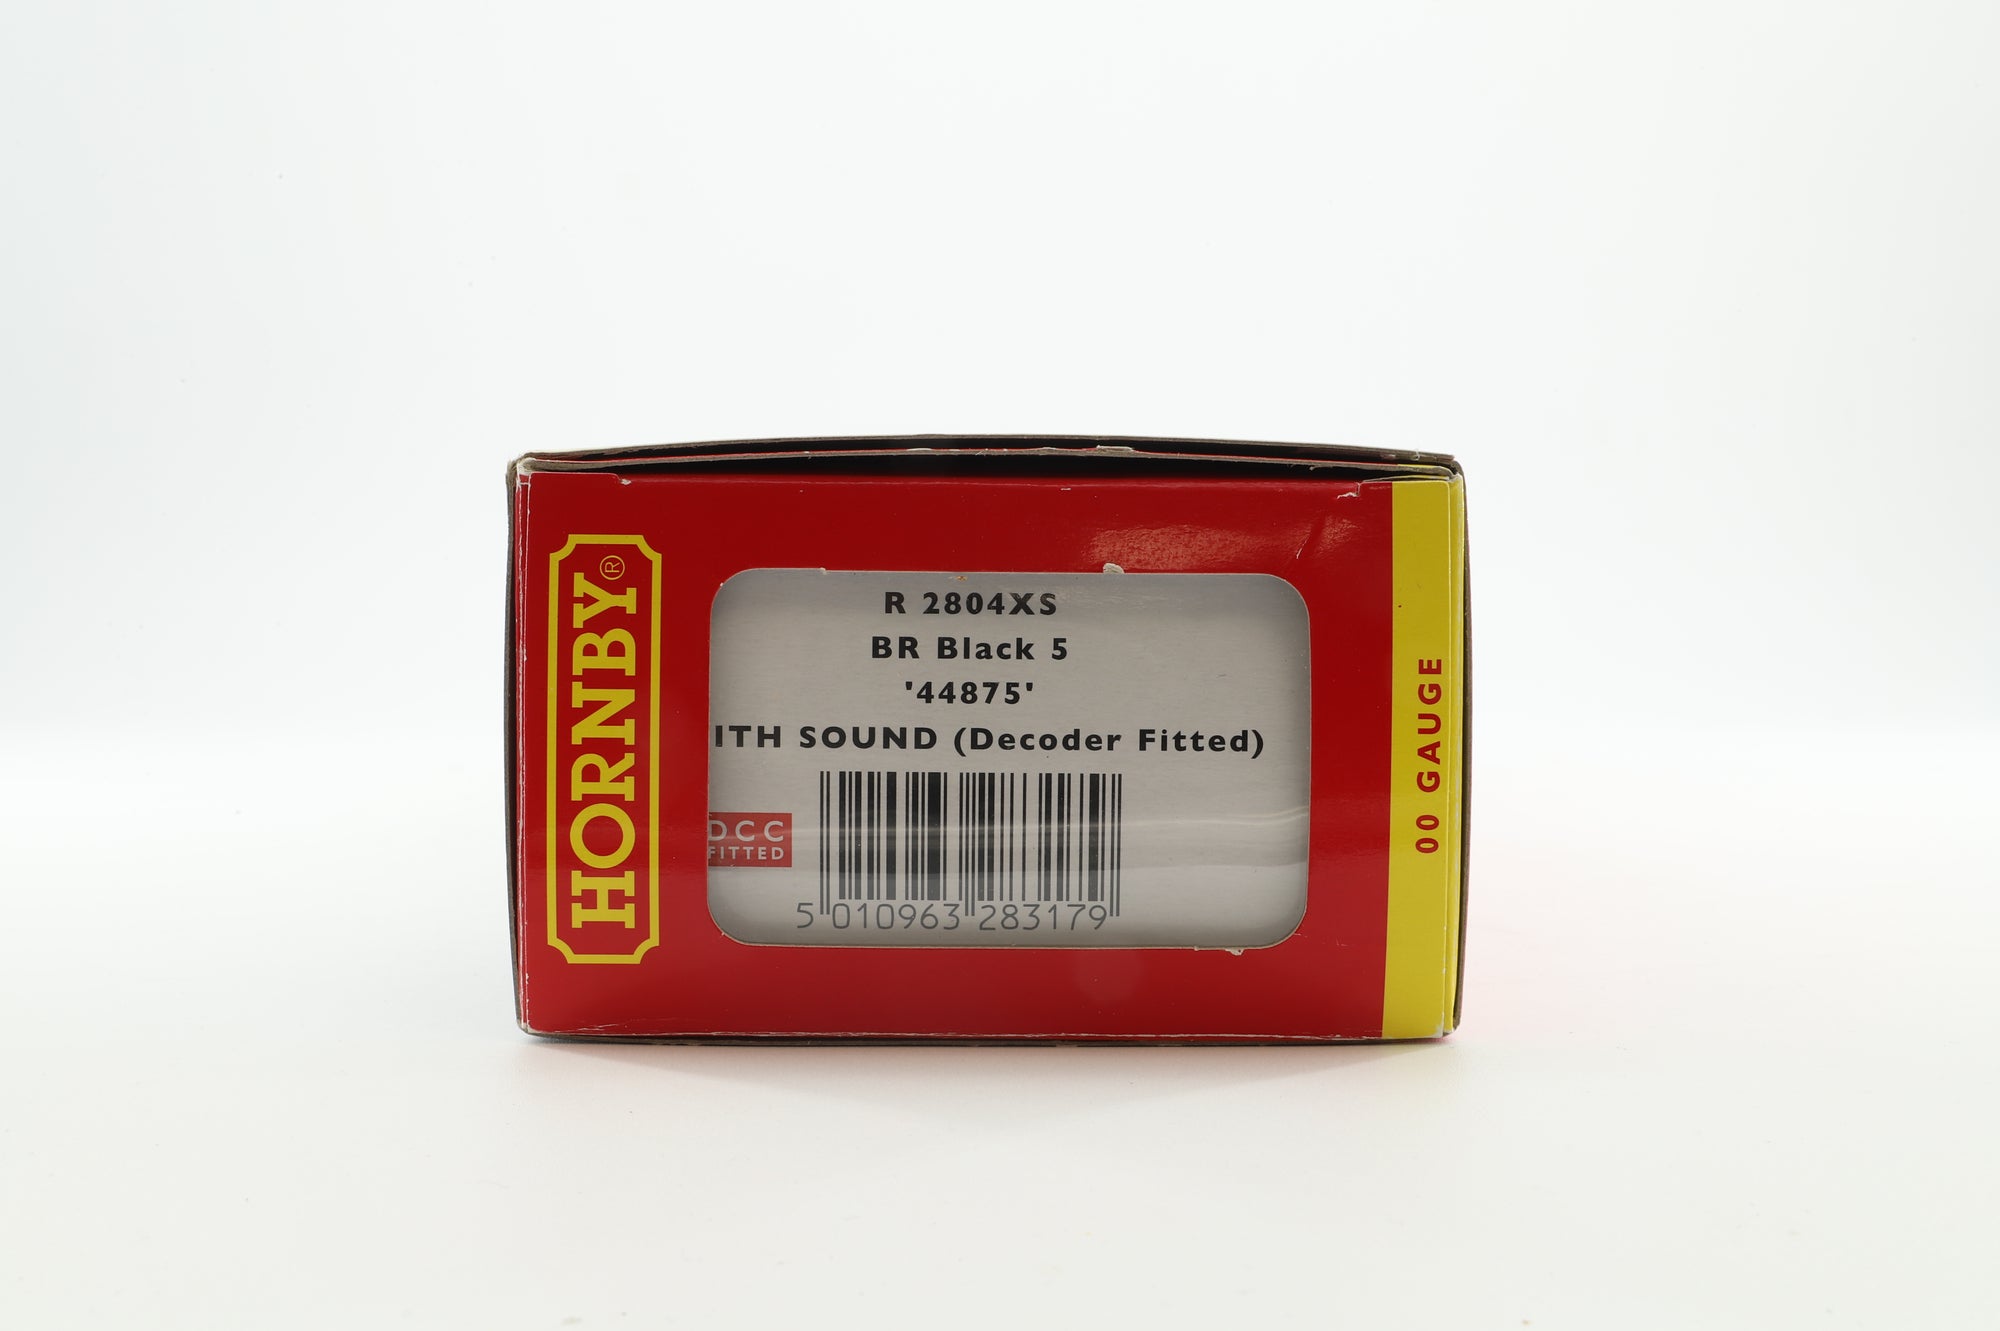 HORNBY®
R 2804XS
BR Black 5
'44875'
ITH SOUND (Decoder Fitted)
DCC
FITTED
5 010963 283179
00 GAUGE